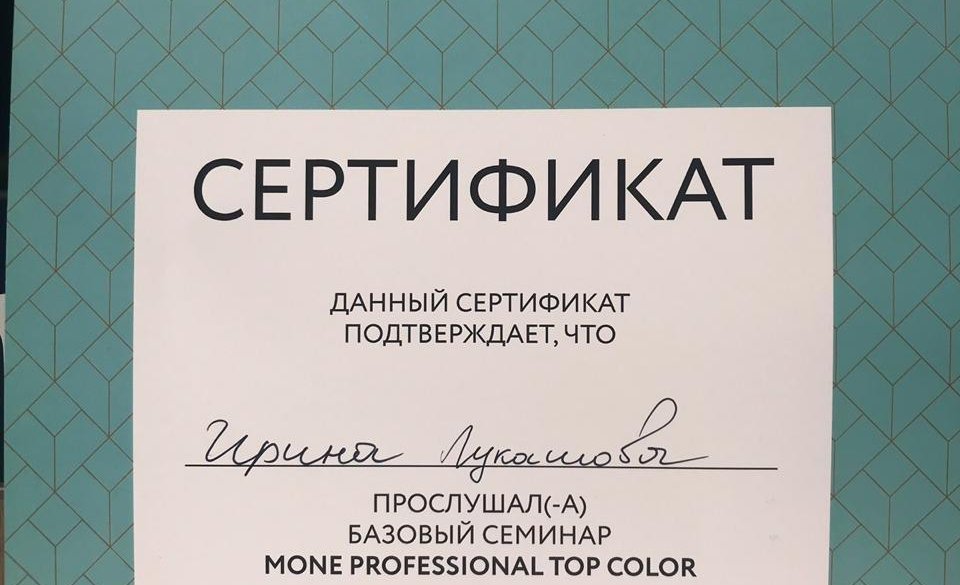 СЕРТИФИКАТ
ДАННЫЙ СЕРТИФИКАТ
ПОДТВЕРЖДАЕТ, ЧТО
Ирина Лукашова
ПРОСЛУШАЛ(-А)
БАЗОВЫЙ СЕМИНАР
MONE PROFESSIONAL TOP COLOR